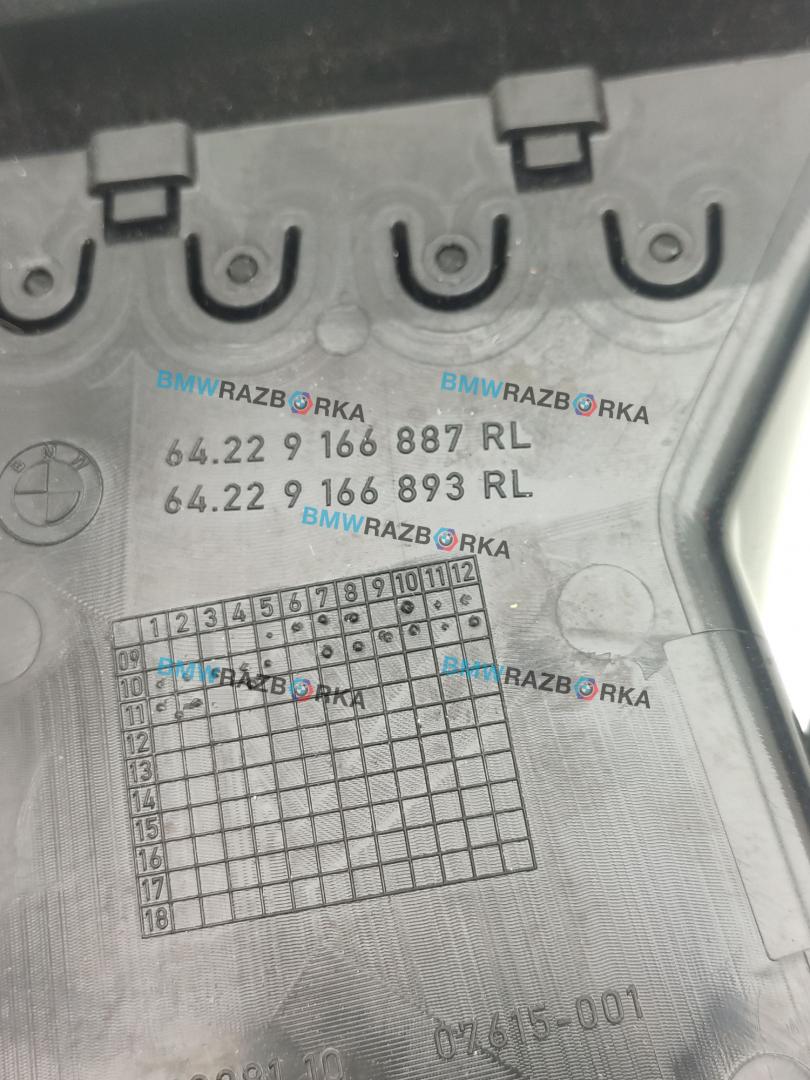 BMWRAZBORKA BMWRAZBORKA
64.22 9 166 887 RL
BMW
64.22 9 166 893 RL
BMWRAZBORKA
1 2 3 4 5 6 7 8 9 10 11 12
09
10
BMWRAZBORKA BMWRAZBORKA
11
12
13
14
15
16
17
18
07615-001